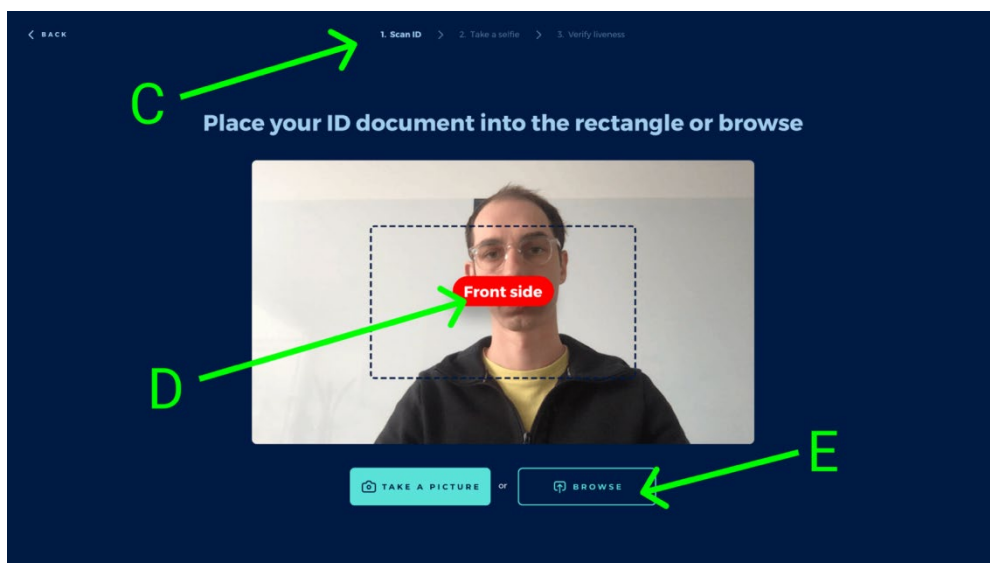 BACK
1. Scan ID > 2. Take a selfie > 3. Verify liveness
C
Place your ID document into the rectangle or browse
Front side
D
E
TAKE A PICTURE or BROWSE